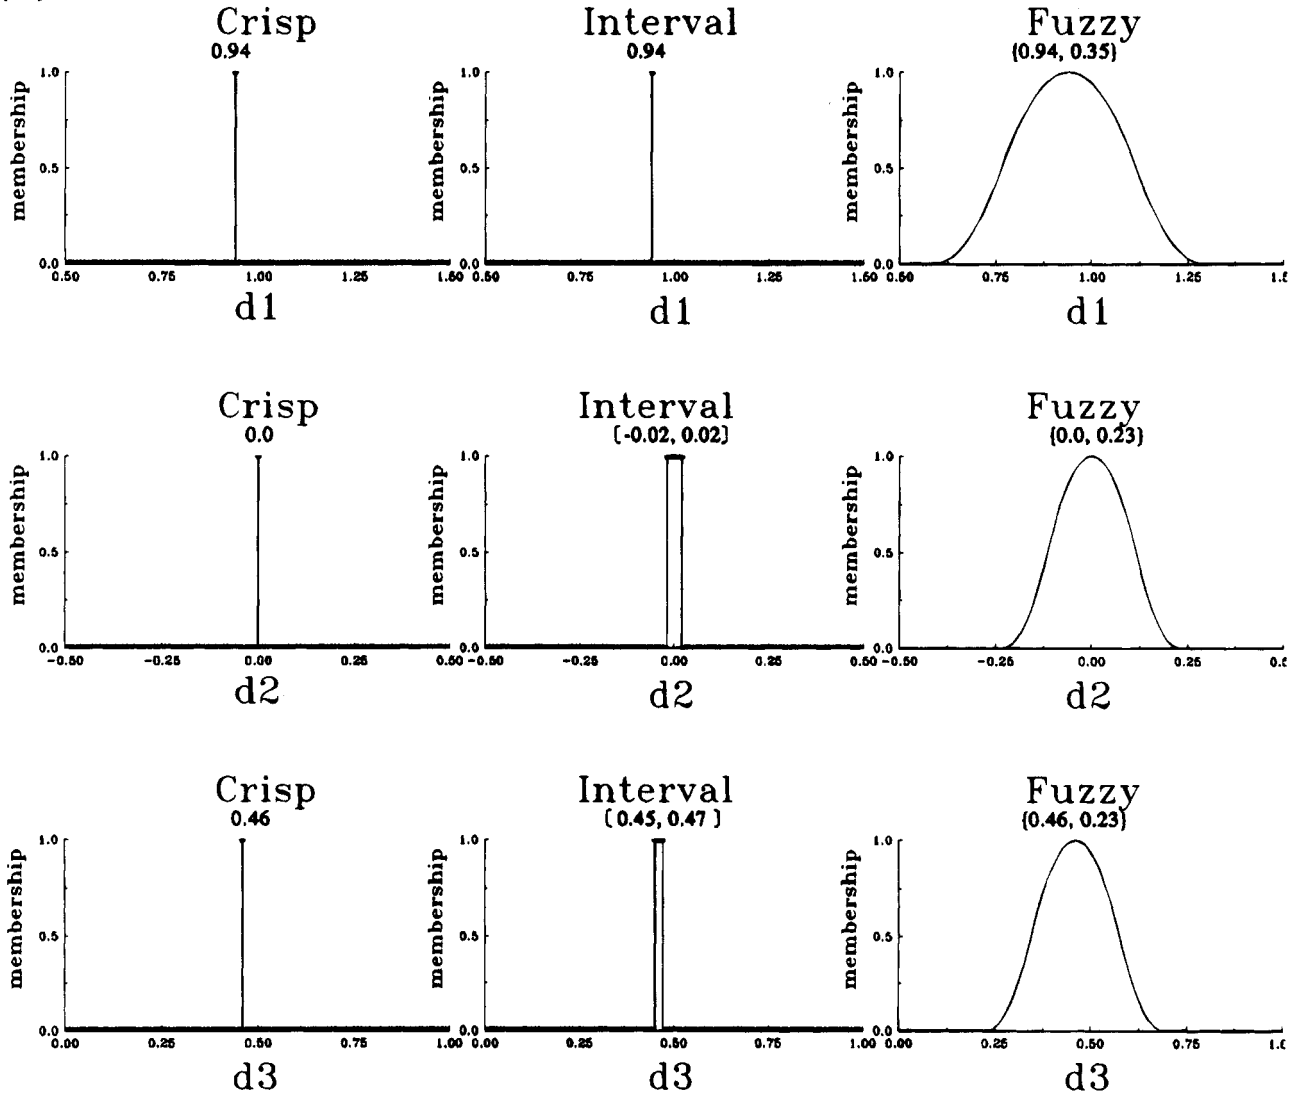 Crisp Interval Fuzzy
0.94 0.94 {0.94, 0.35}
membership membership membership
1.0 1.0 1.0
0.5 0.5 0.5
0.0 0.0 0.0
0.50 0.75 1.00 1.25 1.50 0.50 0.75 1.00 1.25 1.50 0.50 0.75 1.00 1.25
d1 d1 d1
Crisp Interval Fuzzy
0.0 [-0.02, 0.02] {0.0, 0.23}
membership membership membership
1.0 1.0 1.0
0.5 0.5 0.5
0.0 0.0 0.0
-0.50 -0.25 0.00 0.25 0.50 -0.50 -0.25 0.00 0.25 0.50 -0.50 -0.25 0.00 0.25
d2 d2 d2
Crisp Interval Fuzzy
0.46 [ 0.45, 0.47 ] {0.46, 0.23}
membership membership membership
1.0 1.0 1.0
0.5 0.5 0.5
0.0 0.0 0.0
0.00 0.25 0.50 0.75 1.00 0.00 0.25 0.50 0.75 1.00 0.00 0.25 0.50 0.75
d3 d3 d3